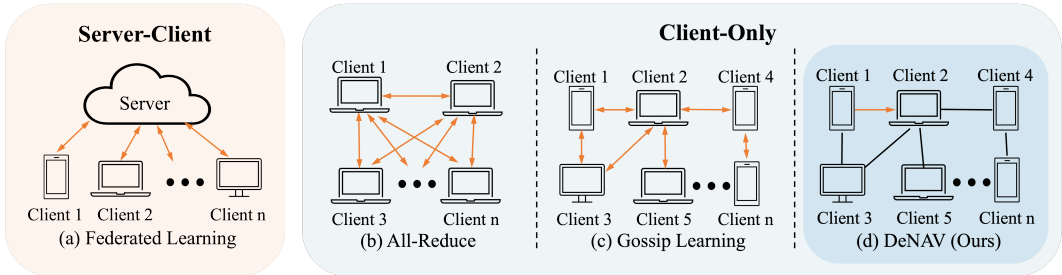 Server-Client
Server
Client 1
Client 2
Client n
(a) Federated Learning
Client-Only
Client 1
Client 2
Client 3
Client n
(b) All-Reduce
Client 1
Client 2
Client 4
Client 3
Client 5
Client n
(c) Gossip Learning
Client 1
Client 2
Client 4
Client 3
Client 5
Client n
(d) DeNAV (Ours)